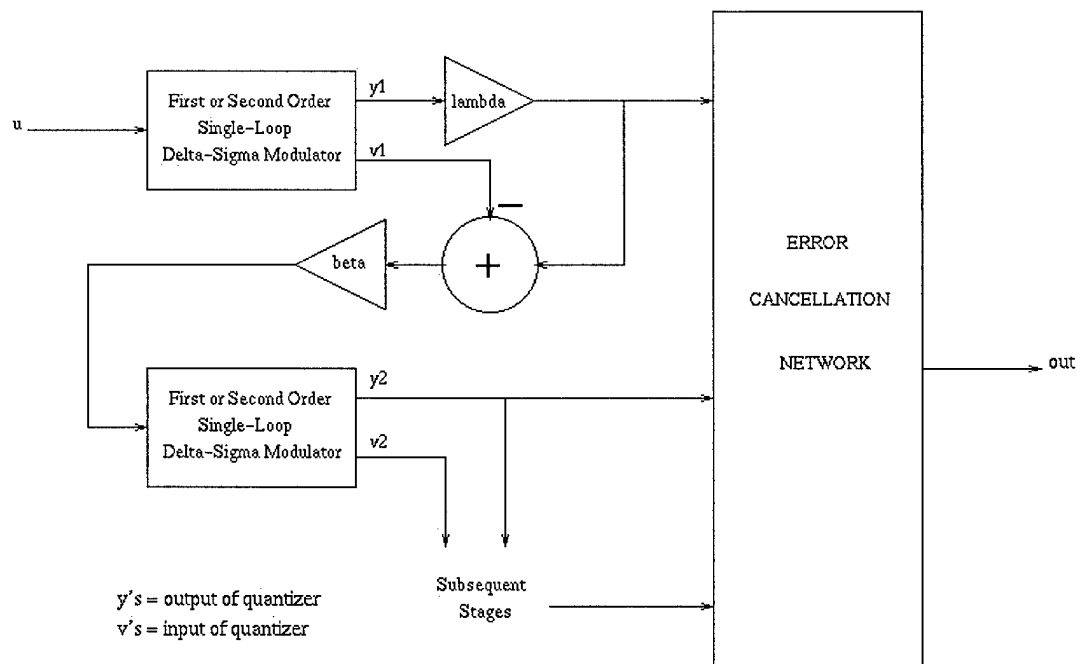 u
First or Second Order
Single-Loop
Delta-Sigma Modulator
y1
v1
lambda
−
+
beta
First or Second Order
Single-Loop
Delta-Sigma Modulator
y2
v2
Subsequent
Stages
ERROR
CANCELLATION
NETWORK
out
y's = output of quantizer
v's = input of quantizer